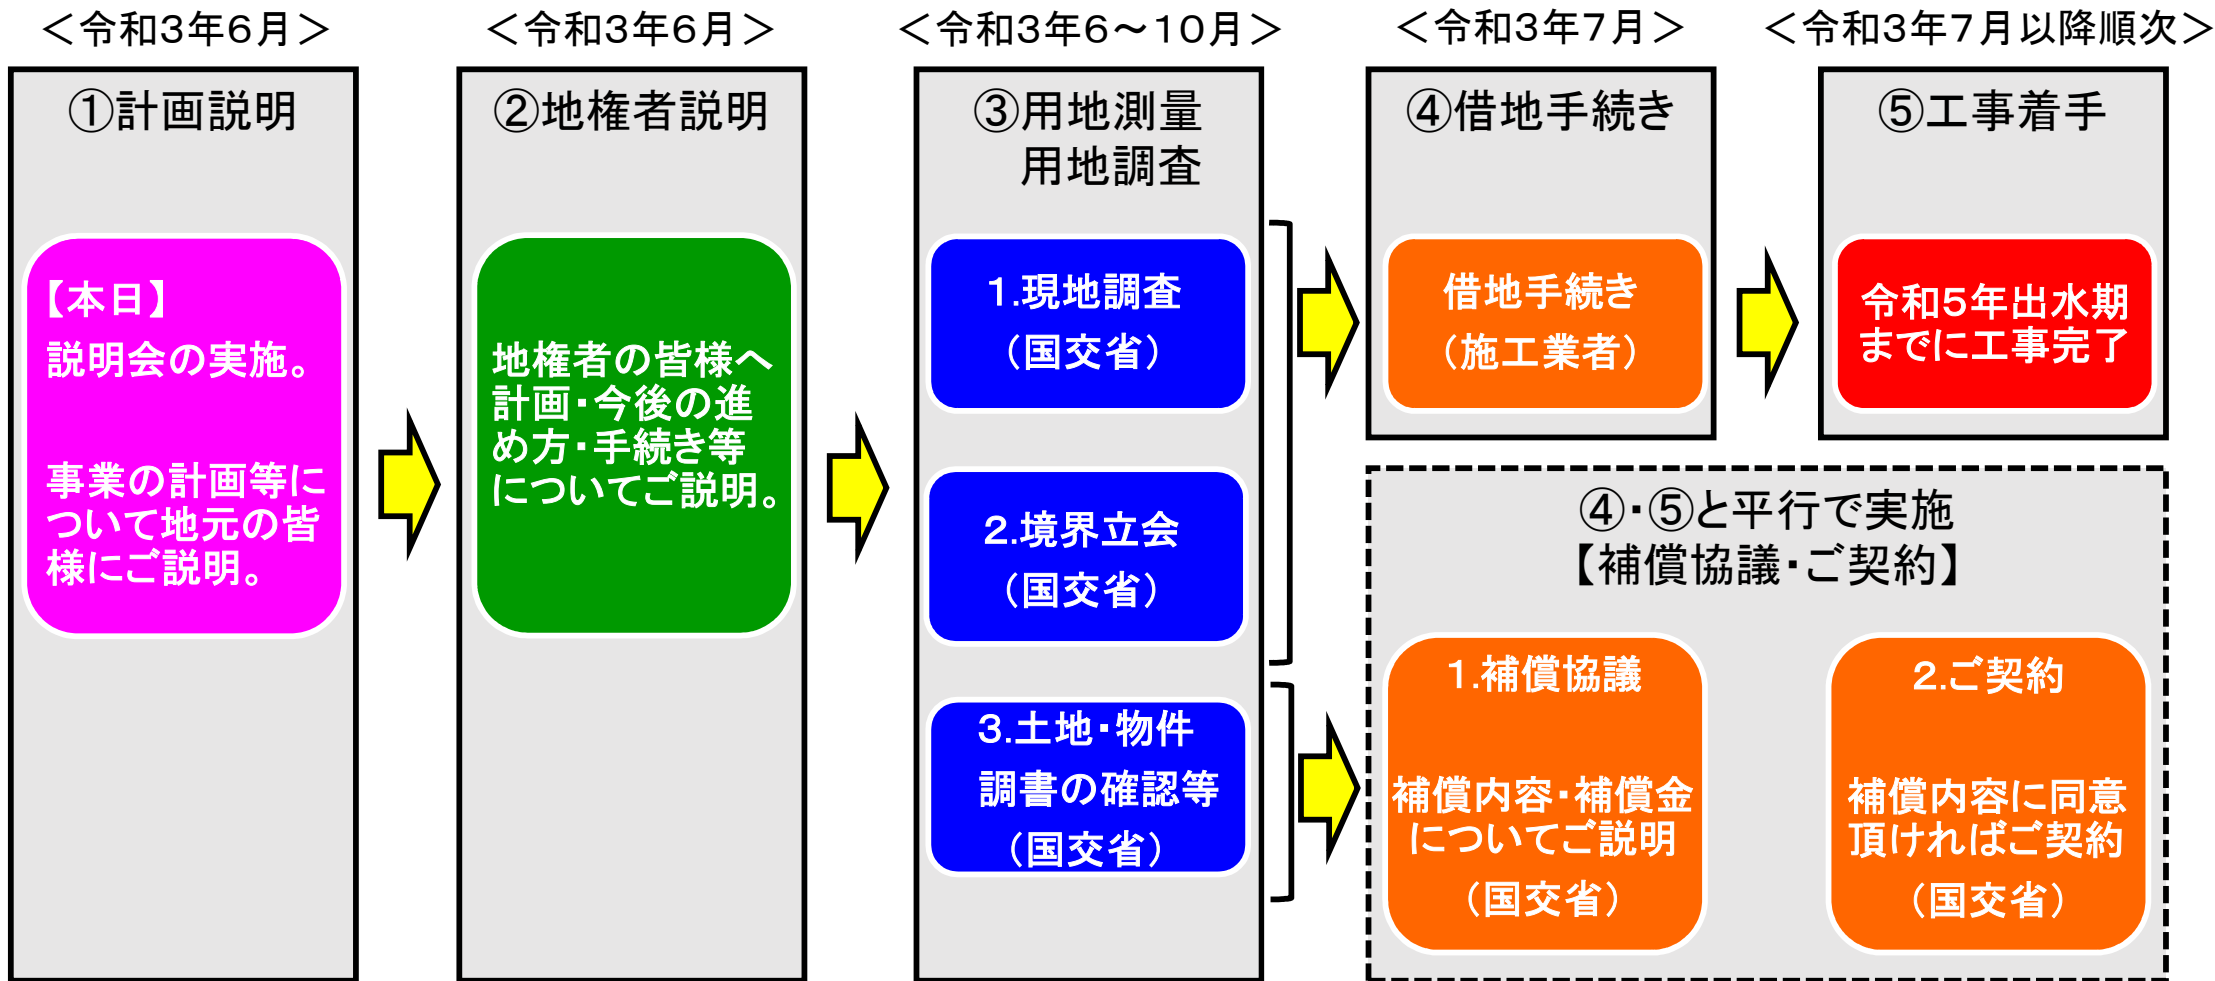 ＜令和３年６月＞
①計画説明
【本日】
説明会の実施。
事業の計画等に
ついて地元の皆
様にご説明。
＜令和３年６月＞
②地権者説明
地権者の皆様へ
計画・今後の進
め方・手続き等
についてご説明。
＜令和３年６～１０月＞
③用地測量
用地調査
１.現地調査
（国交省）
２.境界立会
（国交省）
３.土地・物件
調書の確認等
（国交省）
＜令和３年７月＞
④借地手続き
借地手続き
（施工業者）
＜令和３年７月以降順次＞
⑤工事着手
令和５年出水期
までに工事完了
④・⑤と平行で実施
【補償協議・ご契約】
１.補償協議
補償内容・補償金
についてご説明
（国交省）
２.ご契約
補償内容に同意
頂ければご契約
（国交省）